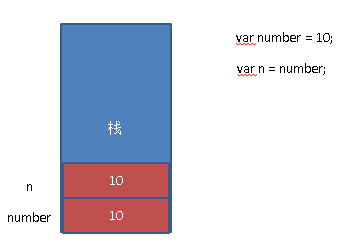 var number = 10;
var n = number;
栈
n
10
number
10